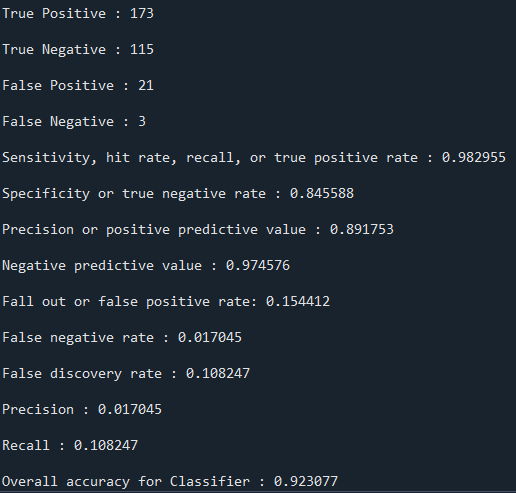 True Positive : 173
True Negative : 115
False Positive : 21
False Negative : 3
Sensitivity, hit rate, recall, or true positive rate : 0.982955
Specificity or true negative rate : 0.845588
Precision or positive predictive value : 0.891753
Negative predictive value : 0.974576
Fall out or false positive rate: 0.154412
False negative rate : 0.017045
False discovery rate : 0.108247
Precision : 0.017045
Recall : 0.108247
Overall accuracy for Classifier : 0.923077